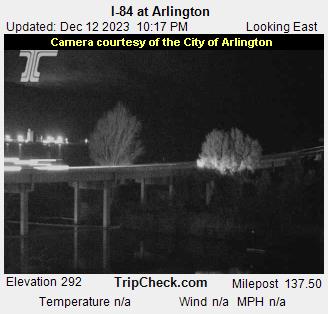 I-84 at Arlington
Updated: Dec 12 2023 10:17 PM Looking East
Camera courtesy of the City of Arlington
Elevation 292 TripCheck.com Milepost 137.50
Temperature n/a Wind n/a MPH n/a